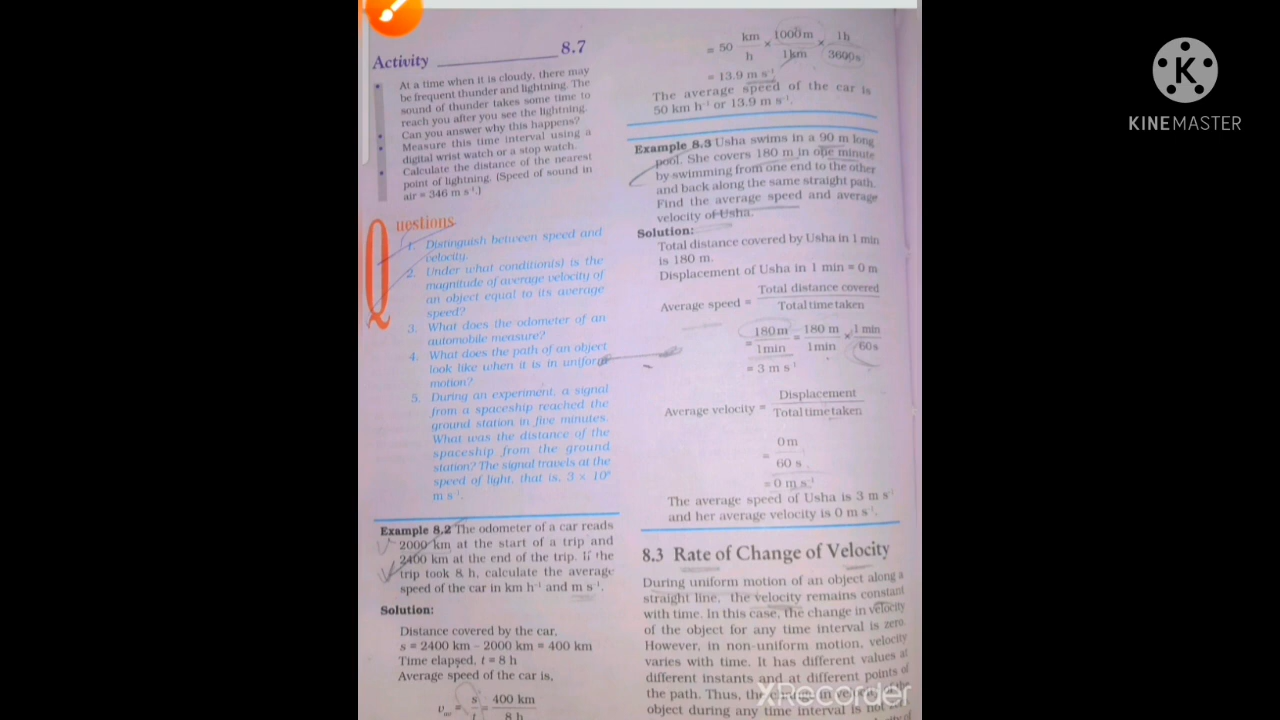 Activity 8.7
At a time when it is cloudy, there may
be frequent thunder and lightning. The
sound of thunder takes some time to
reach you after you see the lightning.
Can you answer why this happens?
Measure this time interval using a
digital wrist watch or a stop watch.
Calculate the distance of the nearest
point of lightning. (Speed of sound in
air = 346 m s⁻¹.)
Questions
1. Distinguish between speed and
velocity.
2. Under what condition(s) is the
magnitude of average velocity of
an object equal to its average
speed?
3. What does the odometer of an
automobile measure?
4. What does the path of an object
look like when it is in uniform
motion?
5. During an experiment, a signal
from a spaceship reached the
ground station in five minutes.
What was the distance of the
spaceship from the ground
station? The signal travels at the
speed of light, that is, 3 × 10⁸
m s⁻¹.
Example 8.2 The odometer of a car reads
2000 km at the start of a trip and
2400 km at the end of the trip. If the
trip took 8 h, calculate the average
speed of the car in km h⁻¹ and m s⁻¹.
Solution:
Distance covered by the car,
s = 2400 km – 2000 km = 400 km
Time elapsed, t = 8 h
Average speed of the car is,
v_av = s/t = 400 km / 8 h
= 50 km/h × 1000 m/1 km × 1h/3600 s
= 13.9 m s⁻¹
The average speed of the car is
50 km h⁻¹ or 13.9 m s⁻¹.
Example 8.3 Usha swims in a 90 m long
pool. She covers 180 m in one minute
by swimming from one end to the other
and back along the same straight path.
Find the average speed and average
velocity of Usha.
Solution:
Total distance covered by Usha in 1 min
is 180 m.
Displacement of Usha in 1 min = 0 m
Average speed = Total distance covered / Total time taken
= 180 m / 1 min = 180 m / 1 min × 1 min / 60 s
= 3 m s⁻¹
Average velocity = Displacement / Total time taken
= 0 m / 60 s
= 0 m s⁻¹
The average speed of Usha is 3 m s⁻¹
and her average velocity is 0 m s⁻¹.
8.3 Rate of Change of Velocity
During uniform motion of an object along a
straight line, the velocity remains constant
with time. In this case, the change in velocity
of the object for any time interval is zero.
However, in non-uniform motion, velocity
varies with time. It has different values at
different instants and at different points of
the path. Thus, the change in velocity of the
object during any time interval is not
K
KINEMASTER
XRecorder